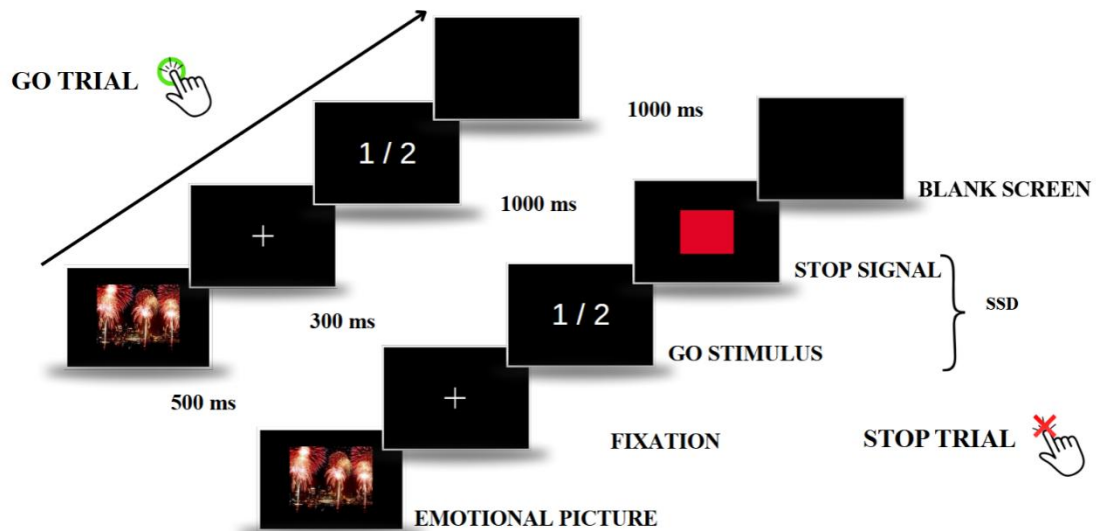 GO TRIAL
1000 ms
1 / 2
1000 ms
BLANK SCREEN
300 ms
STOP SIGNAL
SSD
1 / 2
GO STIMULUS
500 ms
FIXATION
STOP TRIAL
EMOTIONAL PICTURE